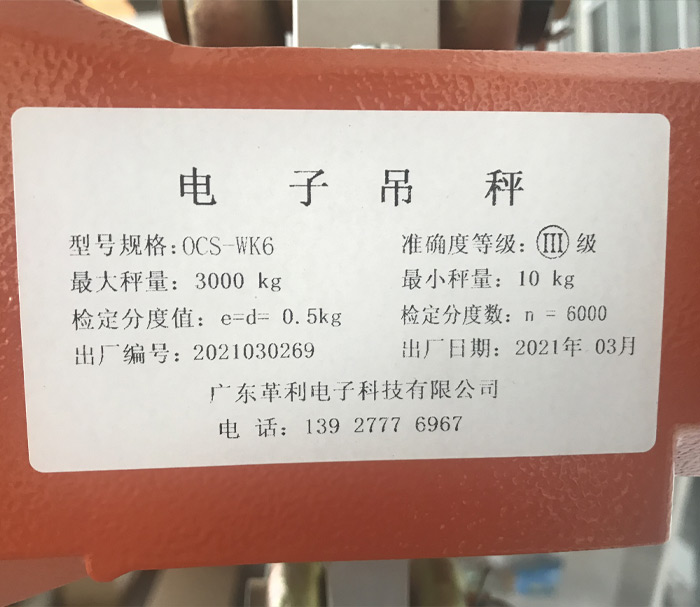 电子吊秤
型号规格:OCS-WK6 准确度等级:Ⅲ级
最大秤量: 3000 kg 最小秤量: 10 kg
检定分度值: e=d= 0.5kg 检定分度数: n = 6000
出厂编号: 2021030269 出厂日期: 2021年 03月
广东革利电子科技有限公司
电 话: 139 2777 6967